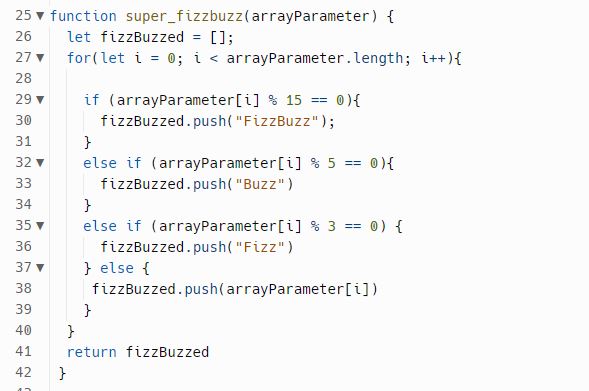 25 ▼ function super_fizzbuzz(arrayParameter) {
26 let fizzBuzzed = [];
27 ▼ for(let i = 0; i < arrayParameter.length; i++){
28
29 ▼ if (arrayParameter[i] % 15 == 0){
30 fizzBuzzed.push("FizzBuzz");
31 }
32 ▼ else if (arrayParameter[i] % 5 == 0){
33 fizzBuzzed.push("Buzz")
34 }
35 ▼ else if (arrayParameter[i] % 3 == 0) {
36 fizzBuzzed.push("Fizz")
37 ▼ } else {
38 fizzBuzzed.push(arrayParameter[i])
39 }
40 }
41 return fizzBuzzed
42 }